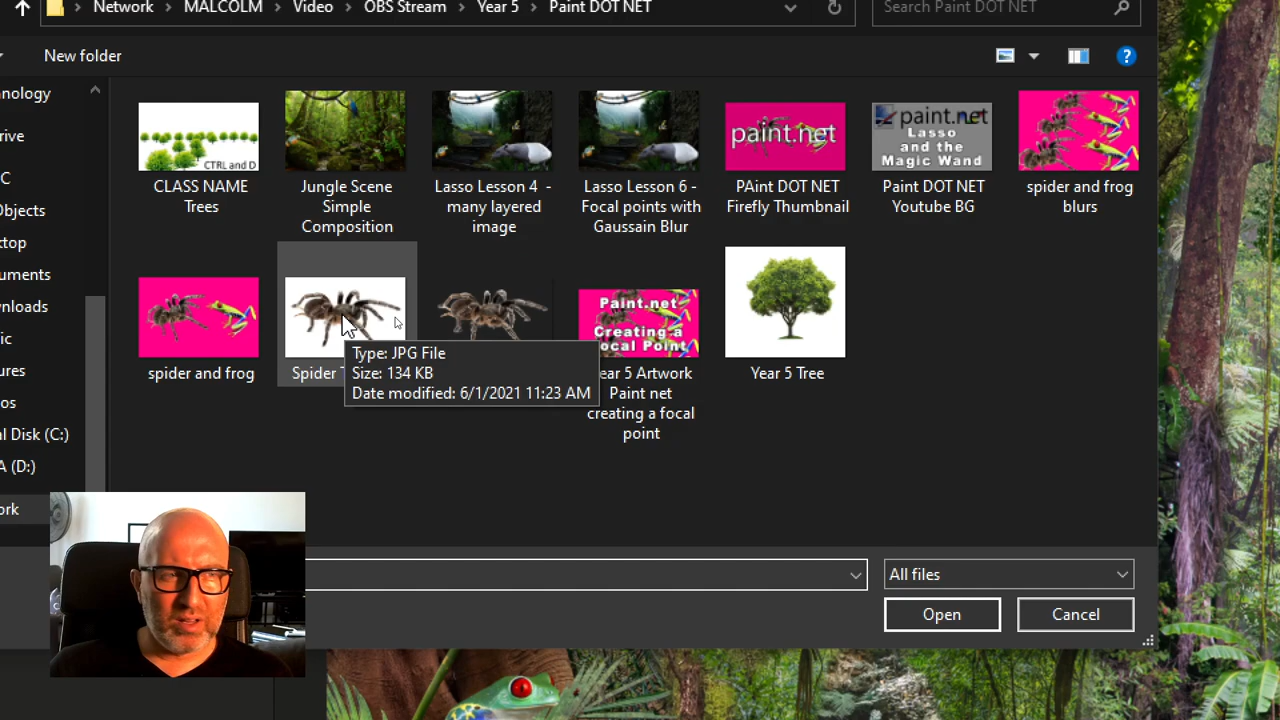 Network > MALCOLM > Video > OBS Stream > Year 5 > Paint DOT NET
Search Paint DOT NET
New folder
?
nology
rive
C
Objects
ktop
uments
wnloads
ic
ures
os
al Disk (C:)
A (D:)
ork
CTRL and D
paint.net
paint.net
Lasso
and the
Magic Wand
CLASS NAME
Trees
Jungle Scene
Simple
Composition
Lasso Lesson 4 -
many layered
image
Lasso Lesson 6 -
Focal points with
Gaussain Blur
PAint DOT NET
Firefly Thumbnail
Paint DOT NET
Youtube BG
spider and frog
blurs
Paint.net
Creating a
ocal Point
spider and frog
Spider
ear 5 Artwork
Paint net
creating a focal
point
Year 5 Tree
Type: JPG File
Size: 134 KB
Date modified: 6/1/2021 11:23 AM
All files
Open
Cancel